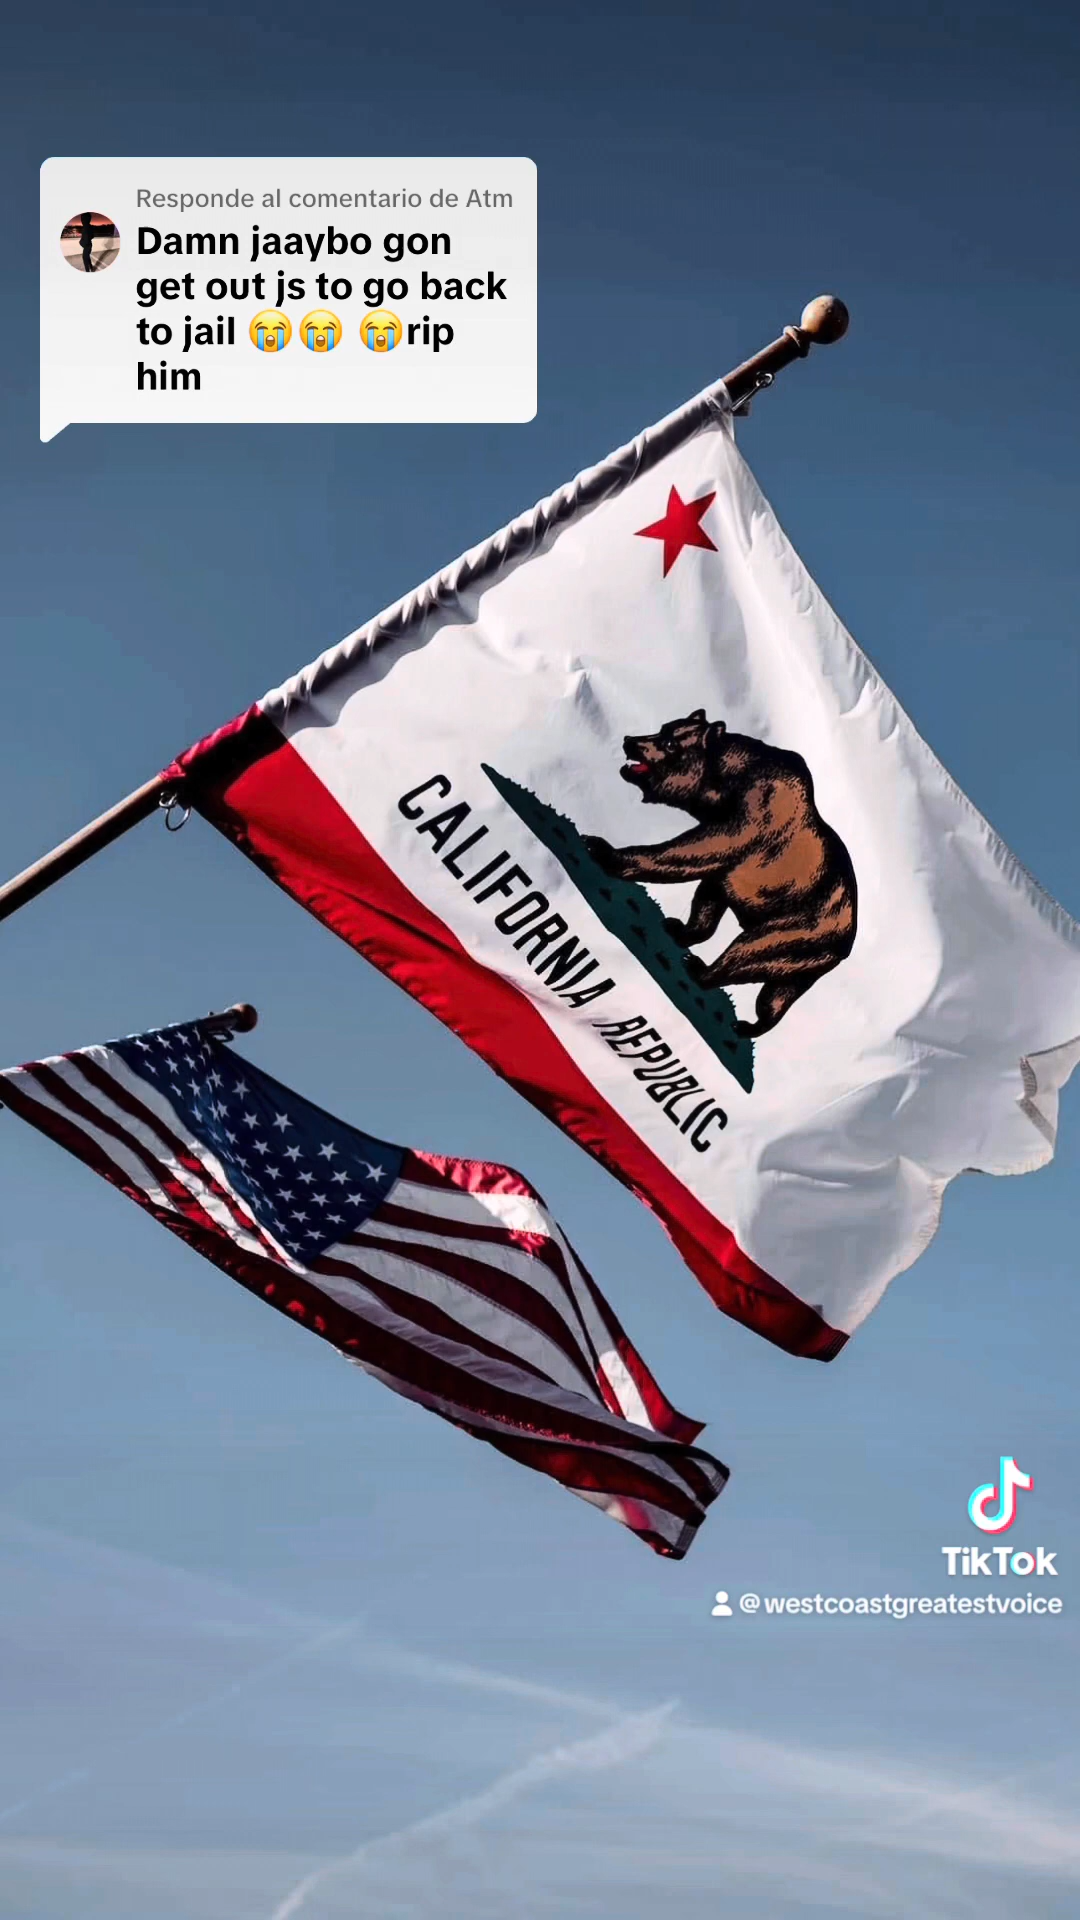 Responde al comentario de Atm
Damn jaaybo gon
get out js to go back
to jail 😭😭 😭rip
him
CALIFORNIA REPUBLIC
TikTok
@westcoastgreatestvoice